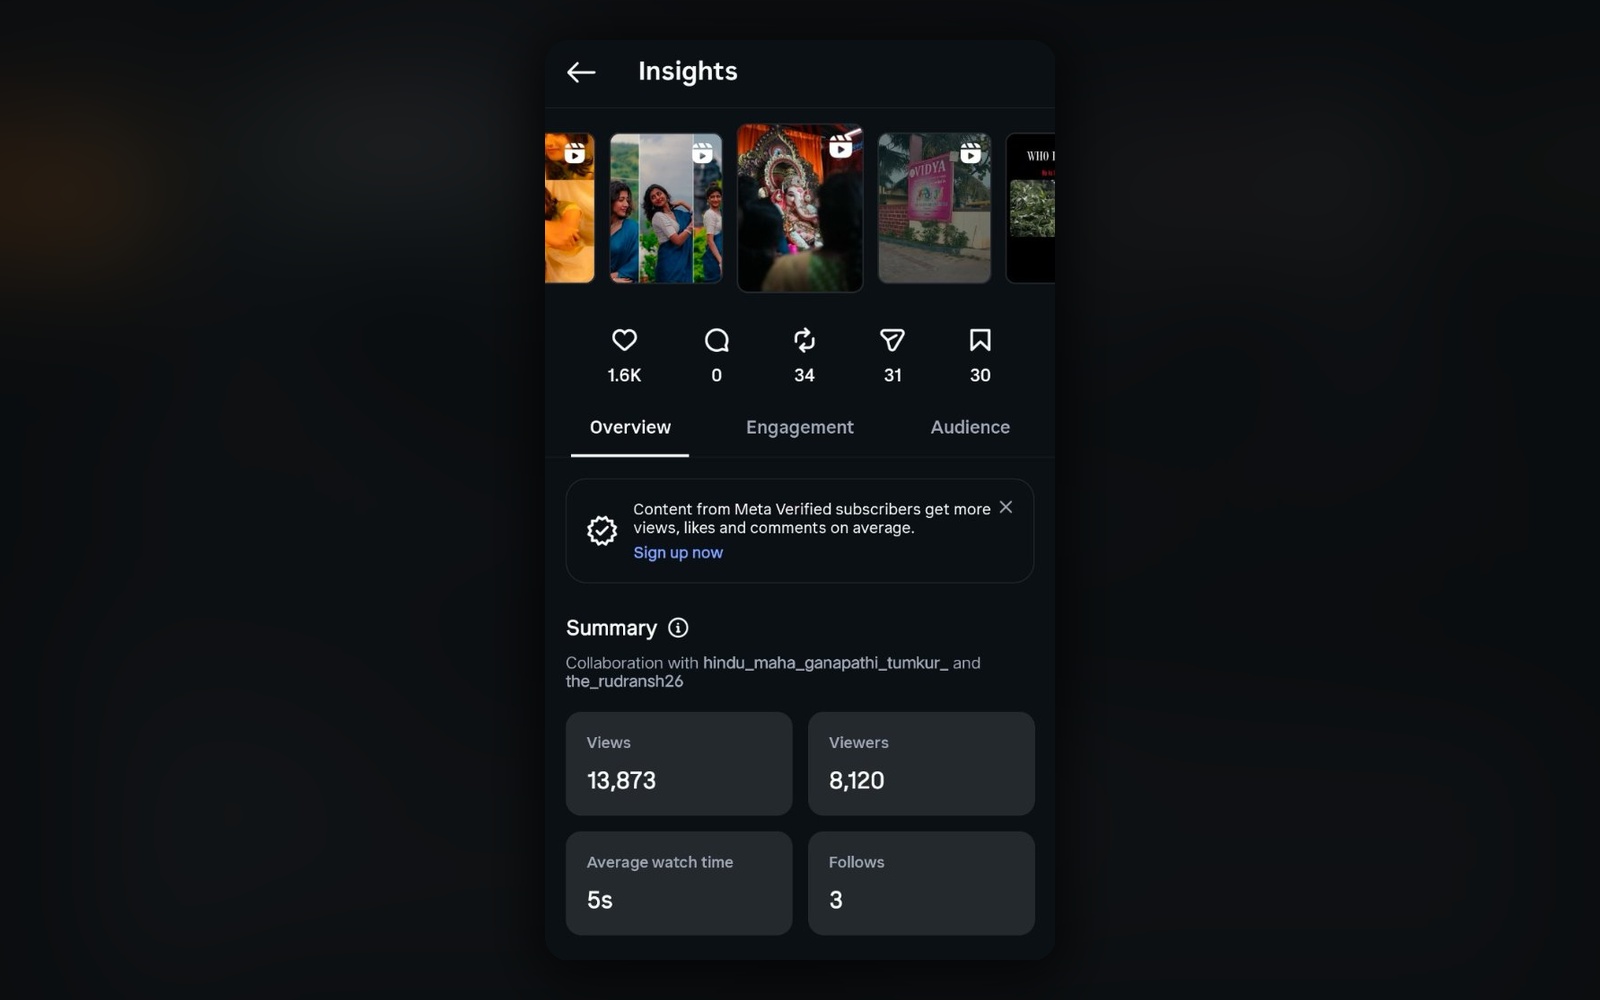 Insights
VIDYA
WHO
1.6K
0
34
31
30
Overview
Engagement
Audience
Content from Meta Verified subscribers get more
views, likes and comments on average.
Sign up now
Summary
Collaboration with hindu_maha_ganapathi_tumkur_ and
the_rudransh26
Views
13,873
Viewers
8,120
Average watch time
5s
Follows
3